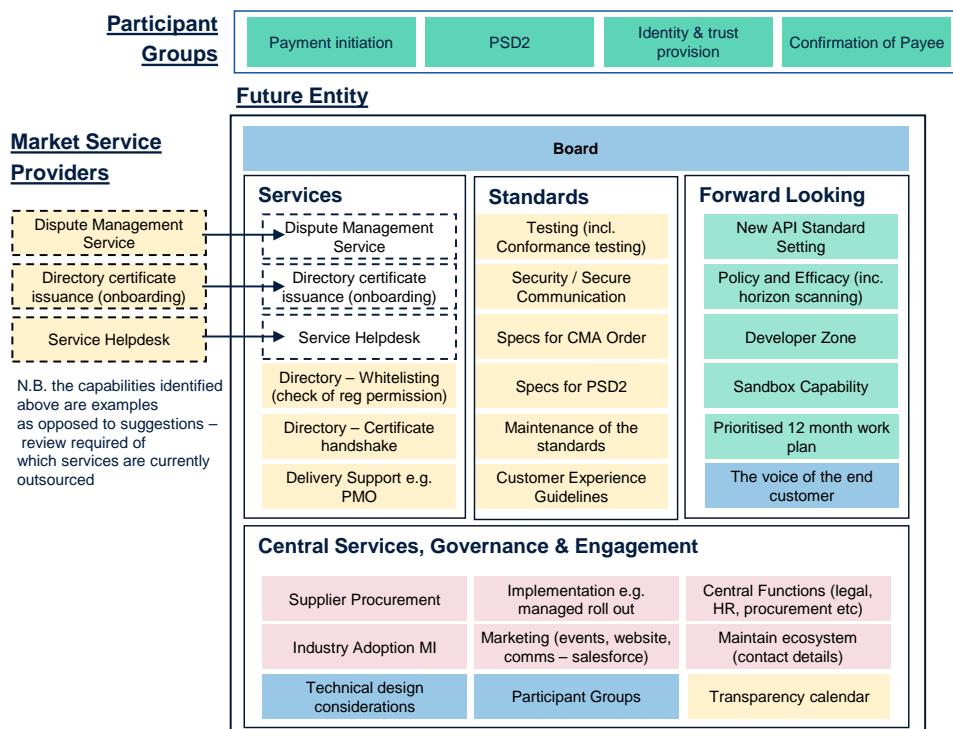 Participant
Groups
Payment initiation
PSD2
Identity & trust
provision
Confirmation of Payee
Future Entity
Market Service
Providers
Dispute Management
Service
Directory certificate
issuance (onboarding)
Service Helpdesk
N.B. the capabilities identified
above are examples
as opposed to suggestions –
review required of
which services are currently
outsourced
Board
Services
Dispute Management
Service
Directory certificate
issuance (onboarding)
Service Helpdesk
Directory – Whitelisting
(check of reg permission)
Directory – Certificate
handshake
Delivery Support e.g.
PMO
Standards
Testing (incl.
Conformance testing)
Security / Secure
Communication
Specs for CMA Order
Specs for PSD2
Maintenance of the
standards
Customer Experience
Guidelines
Forward Looking
New API Standard
Setting
Policy and Efficacy (inc.
horizon scanning)
Developer Zone
Sandbox Capability
Prioritised 12 month work
plan
The voice of the end
customer
Central Services, Governance & Engagement
Supplier Procurement
Implementation e.g.
managed roll out
Central Functions (legal,
HR, procurement etc)
Industry Adoption MI
Marketing (events, website,
comms – salesforce)
Maintain ecosystem
(contact details)
Technical design
considerations
Participant Groups
Transparency calendar